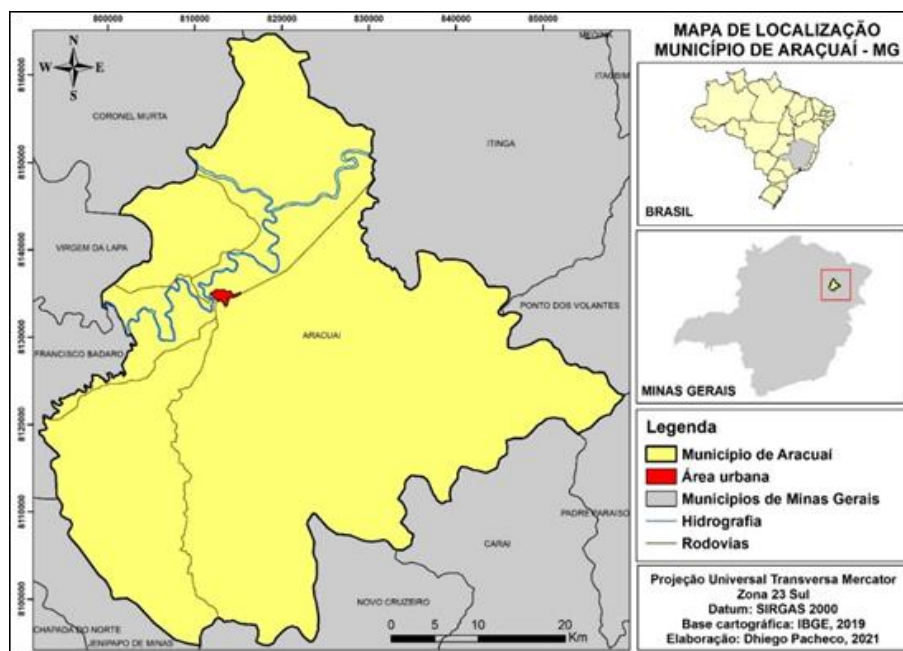 800000 810000 820000 830000 840000 850000
MEDINA
ITAOBIM
CORONEL MURTA
ITINGA
VIRGEM DA LAPA
PONTO DOS VOLANTES
ARACUAI
FRANCISCO BADARO
PADRE PARAISO
CARAI
NOVO CRUZEIRO
CHAPADA DO NORTE
JENIPAPO DE MINAS
8160000
8150000
8140000
8130000
8120000
8110000
8100000
N
W E
S
0 5 10 20
Km
MAPA DE LOCALIZAÇÃO
MUNICÍPIO DE ARAÇUAÍ - MG
BRASIL
MINAS GERAIS
Legenda
Município de Aracuaí
Área urbana
Municípios de Minas Gerais
Hidrografia
Rodovias
Projeção Universal Transversa Mercator
Zona 23 Sul
Datum: SIRGAS 2000
Base cartográfica: IBGE, 2019
Elaboração: Dhiego Pacheco, 2021